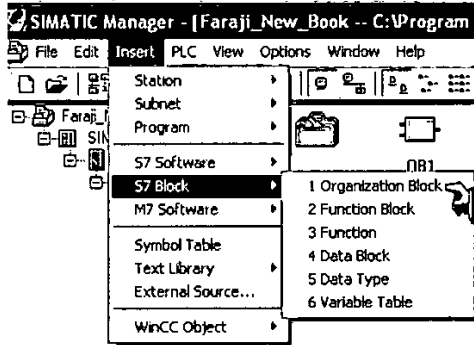 SIMATIC Manager - [Faraji_New_Book -- C:\Program
File Edit Insert PLC View Options Window Help
Station
Subnet
Program
S7 Software
S7 Block
M7 Software
Symbol Table
Text Library
External Source...
WinCC Object
Faraji_
SIM
OB1
1 Organization Block
2 Function Block
3 Function
4 Data Block
5 Data Type
6 Variable Table